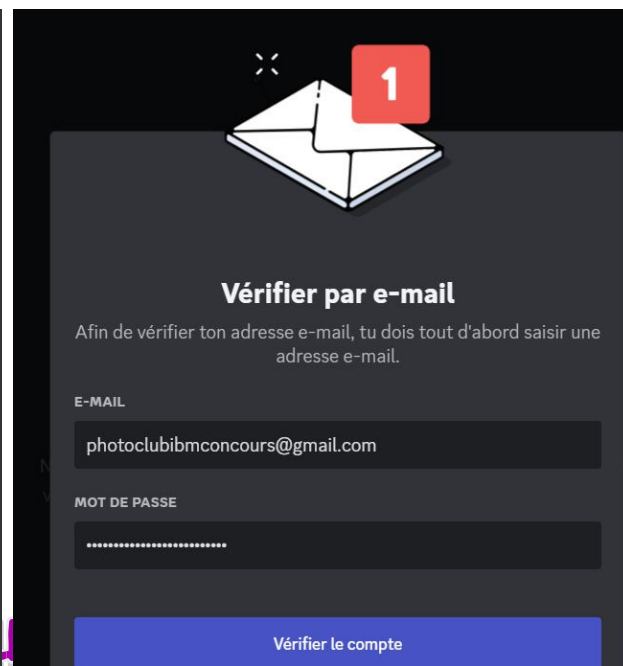 1
Vérifier par e-mail
Afin de vérifier ton adresse e-mail, tu dois tout d'abord saisir une
adresse e-mail.
E-MAIL
photoclubibmconcours@gmail.com
MOT DE PASSE
Vérifier le compte